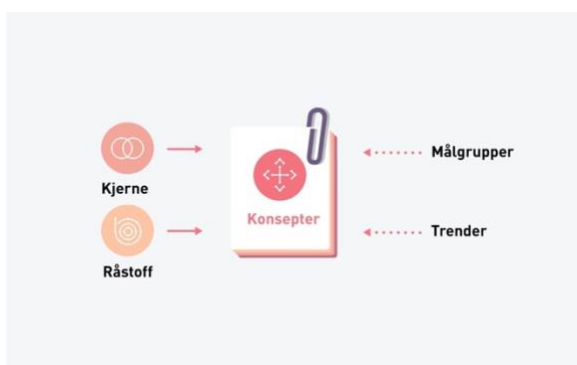 Kjerne
Råstoff
Konsepter
Målgrupper
Trender